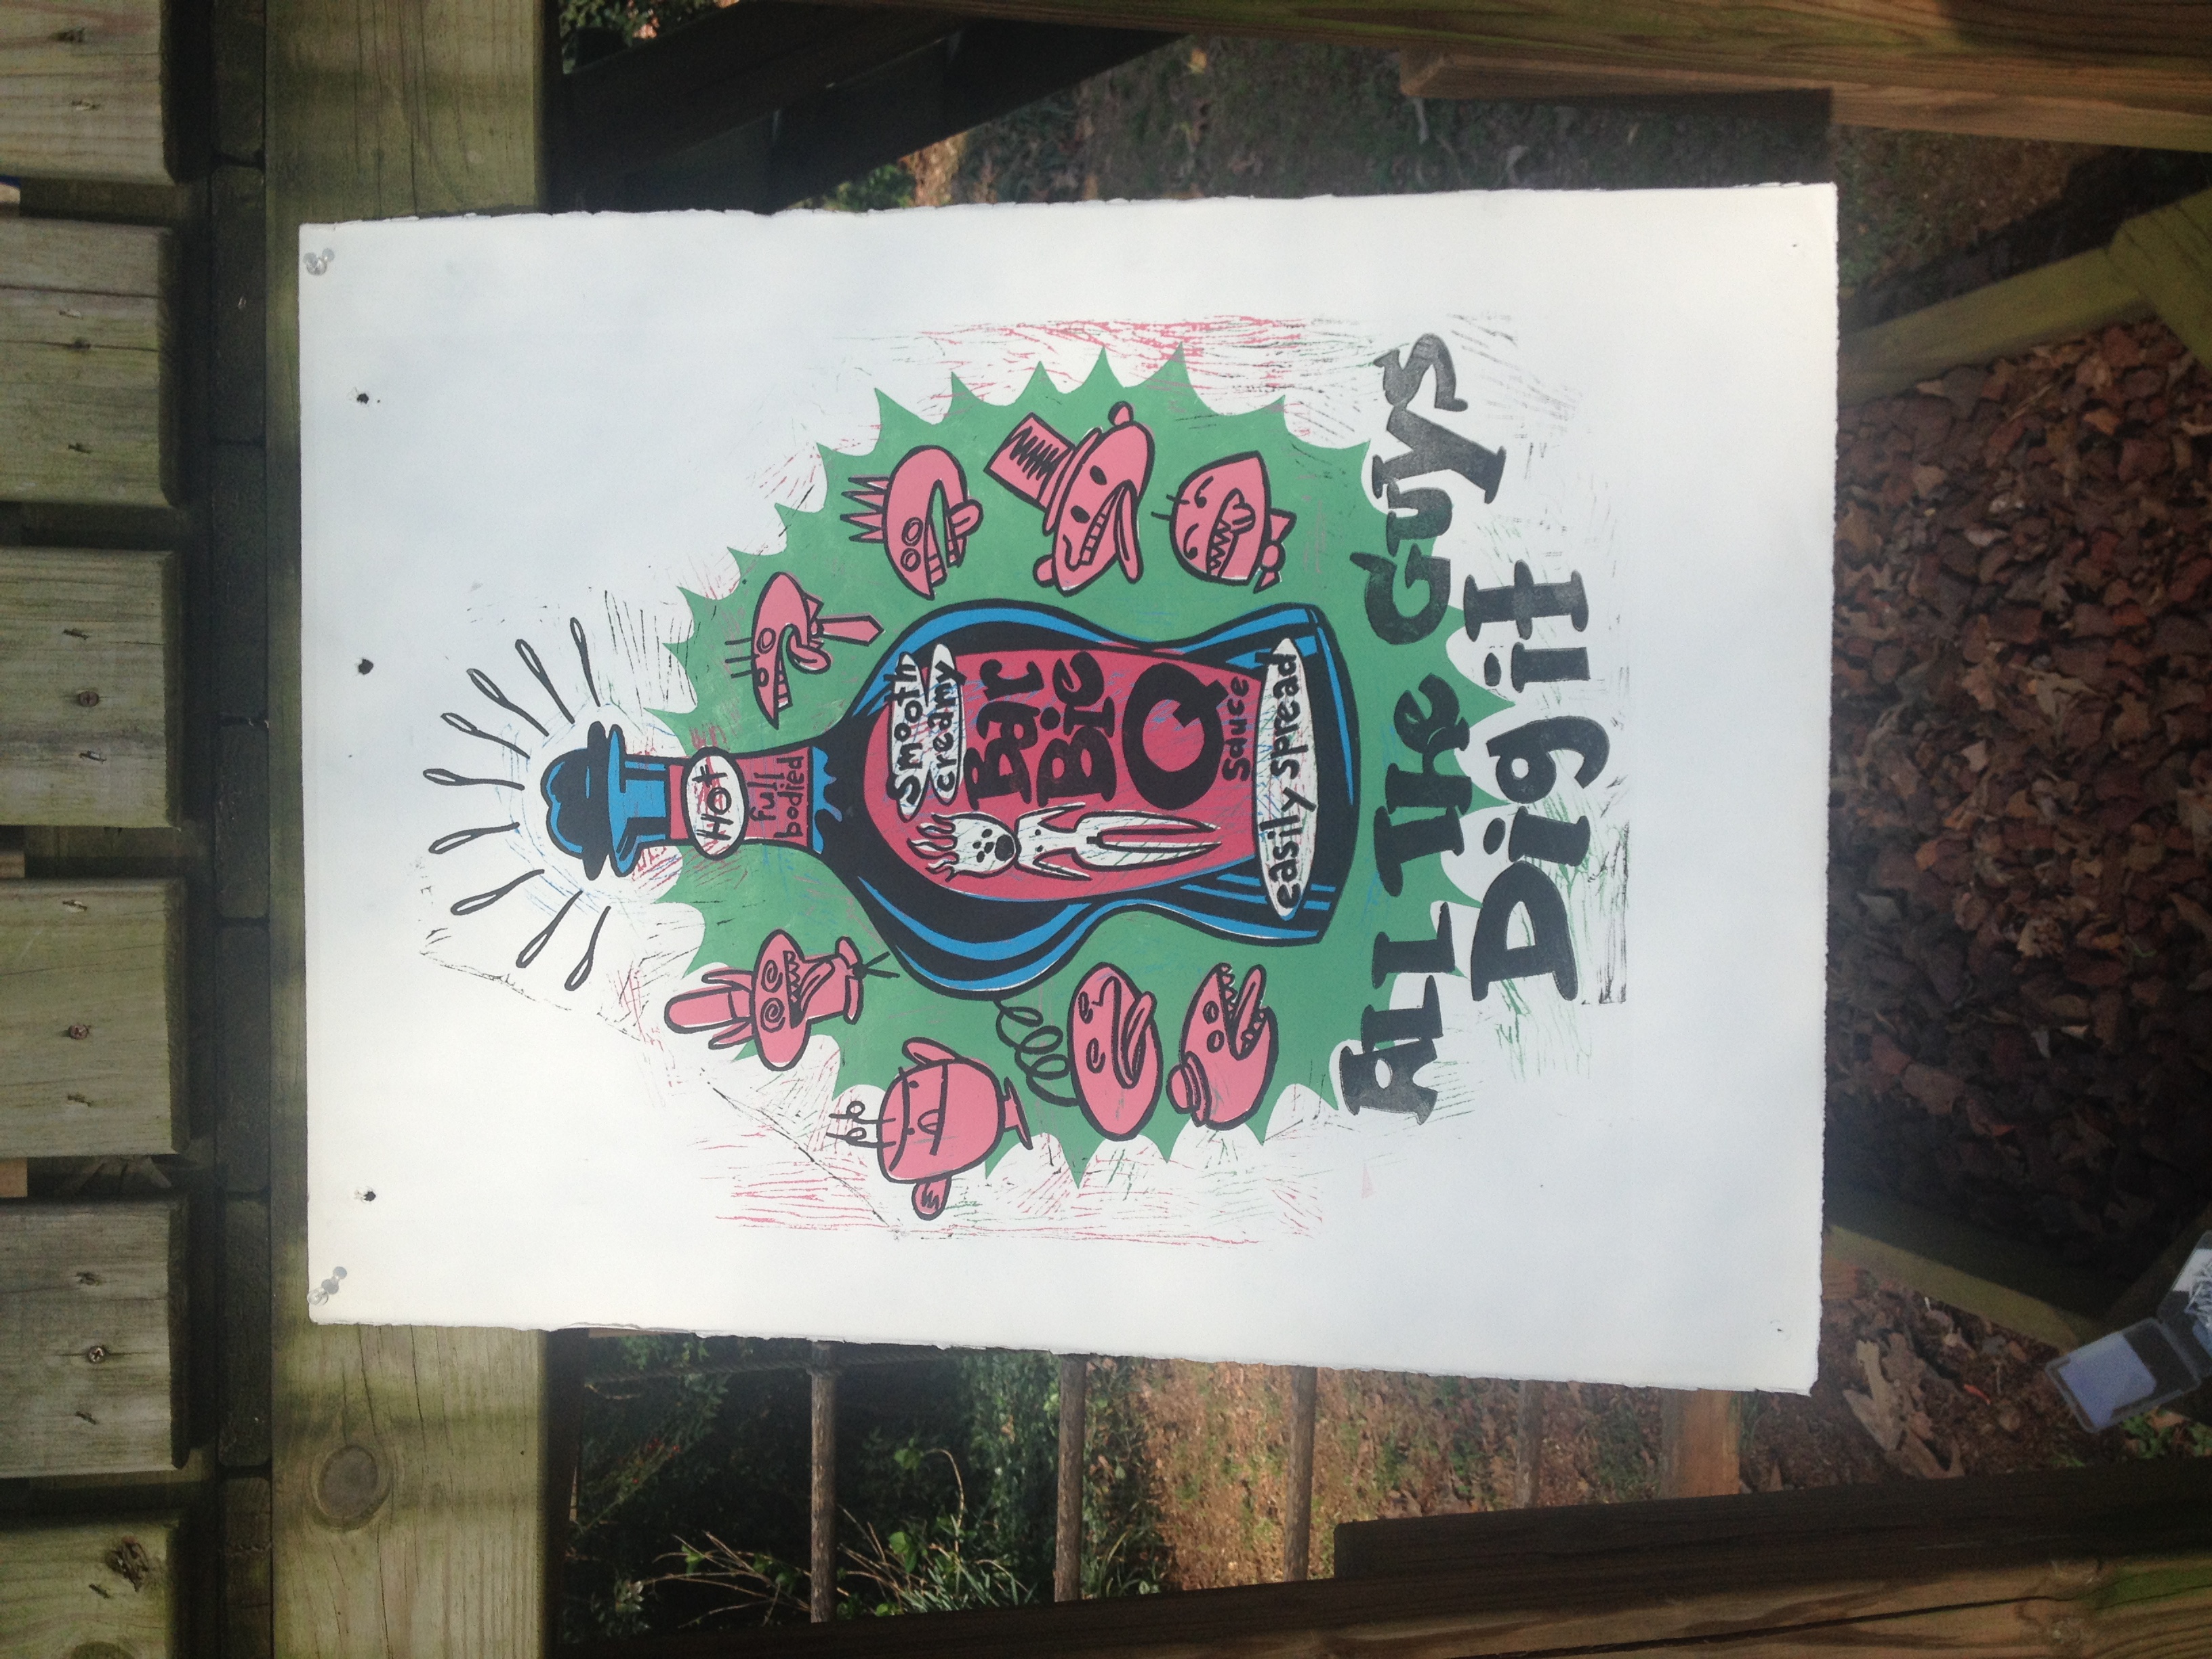 Hot
full
bodied
Smooth
creamy
Bar
Bie
Q
sauce
easily spread
ALL The Guys
Dig it